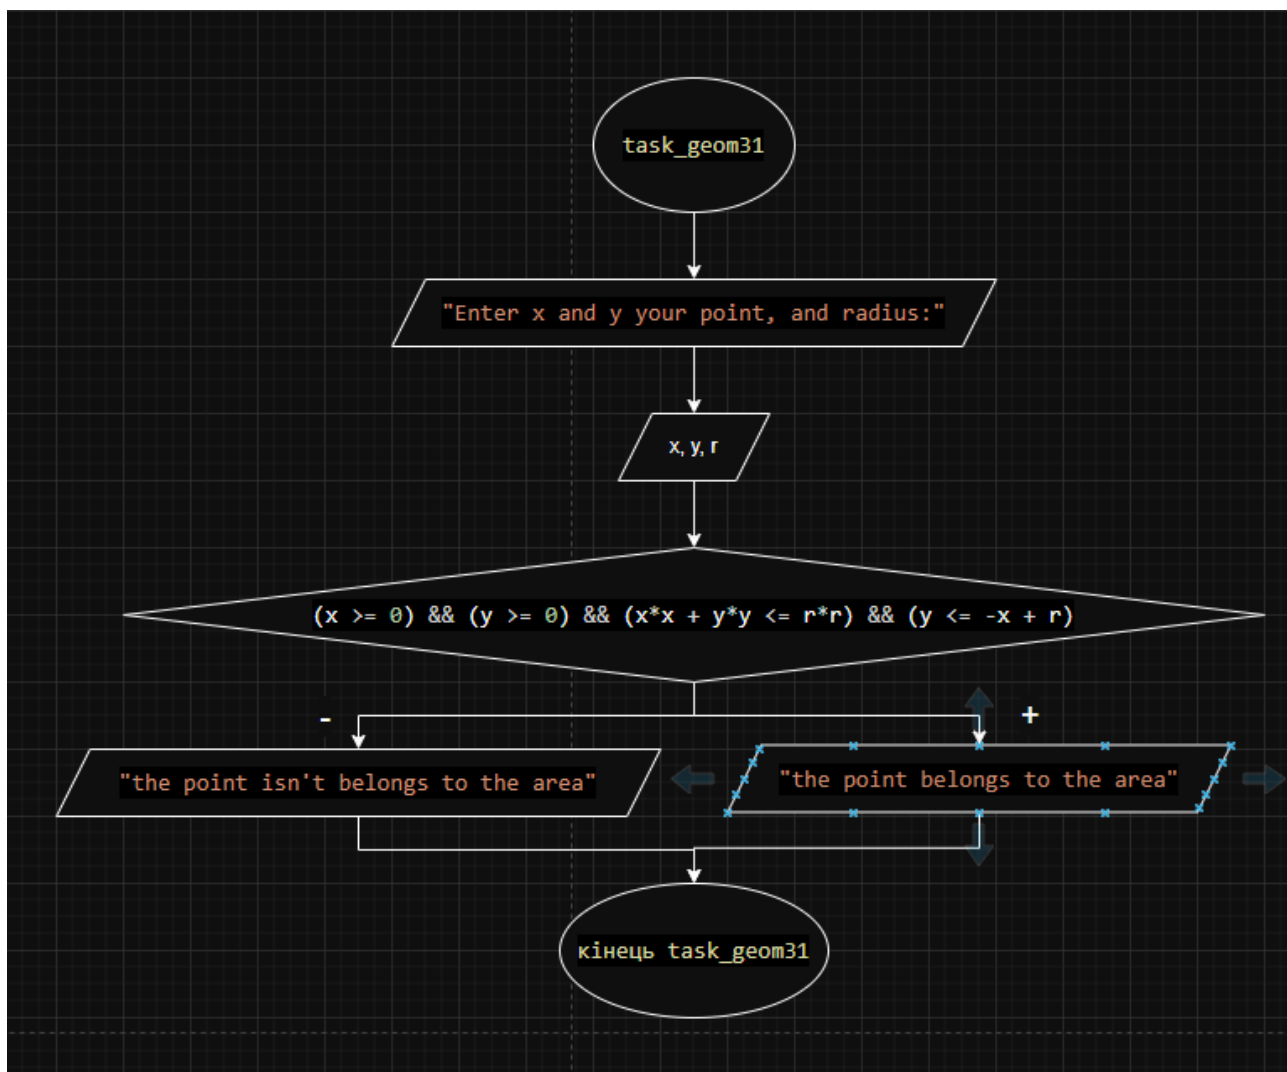 task_geom31
"Enter x and y your point, and radius:"
x, y, r
(x >= 0) && (y >= 0) && (x*x + y*y <= r*r) && (y <= -x + r)
-
+
"the point isn't belongs to the area"
"the point belongs to the area"
кінець task_geom31